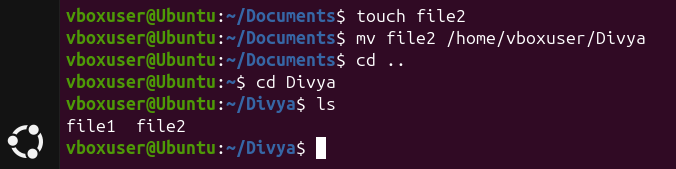 vboxuser@Ubuntu:~/Documents$ touch file2
vboxuser@Ubuntu:~/Documents$ mv file2 /home/vboxuser/Divya
vboxuser@Ubuntu:~/Documents$ cd ..
vboxuser@Ubuntu:~$ cd Divya
vboxuser@Ubuntu:~/Divya$ ls
file1  file2
vboxuser@Ubuntu:~/Divya$